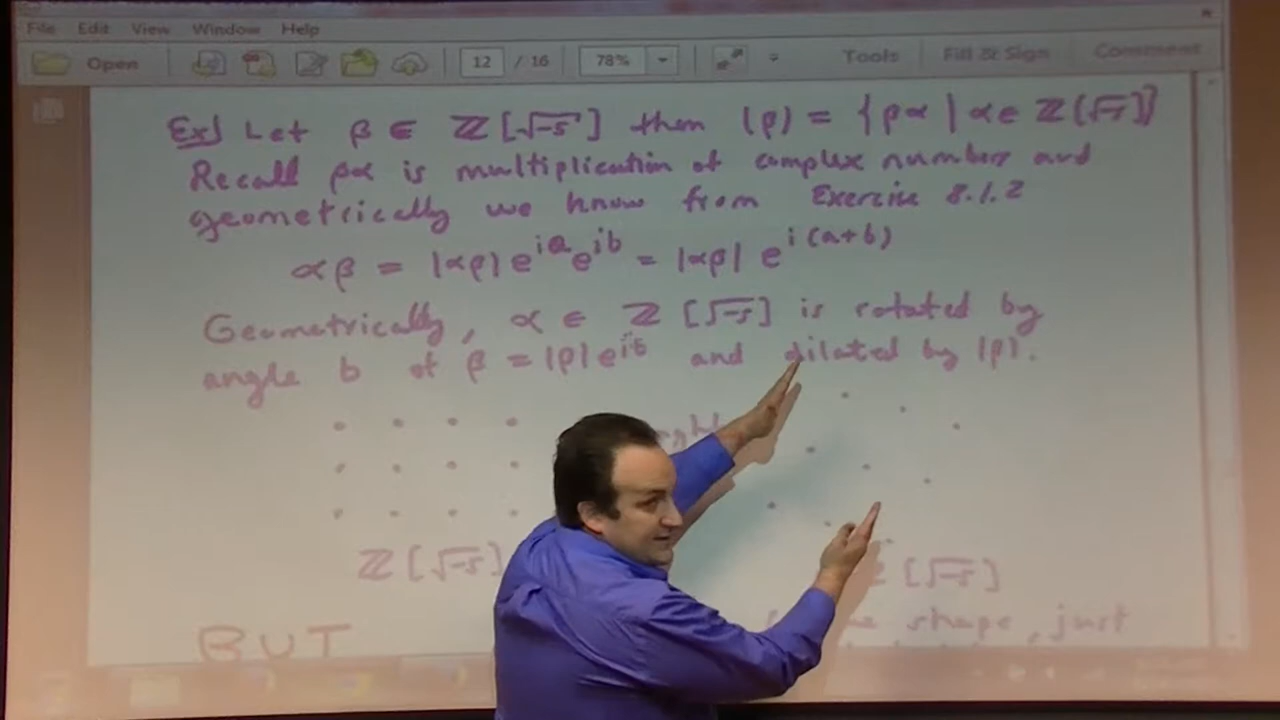 File Edit View Window Help
Open 12 / 16 78% Tools Fill & Sign Comment
Ex) Let β ∈ ℤ[√-5] then (β) = {βα | α ∈ ℤ[√-5]}
Recall βα is multiplication of complex numbers and
geometrically we know from Exercise 8.1.2
αβ = |αβ| e^{ia} e^{ib} = |αβ| e^{i(a+b)}
Geometrically, α ∈ ℤ[√-5] is rotated by
angle b of β = |β| e^{ib} and dilated by |β|.
ℤ[√-5] [√-5]
shape, just
BUT